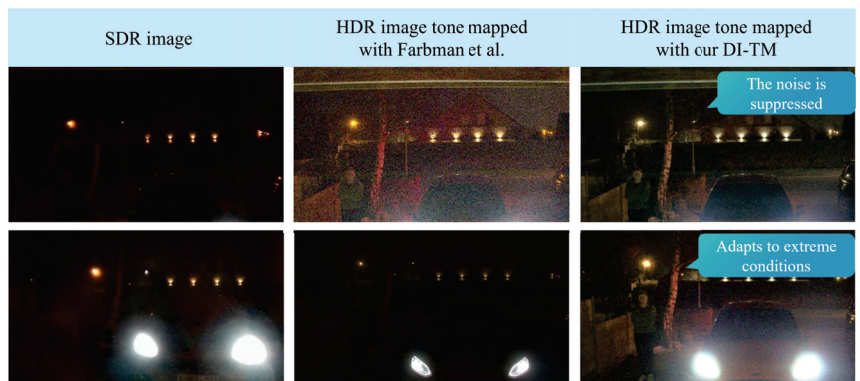 SDR image
HDR image tone mapped
with Farbman et al.
HDR image tone mapped
with our DI-TM
The noise is
suppressed
Adapts to extreme
conditions